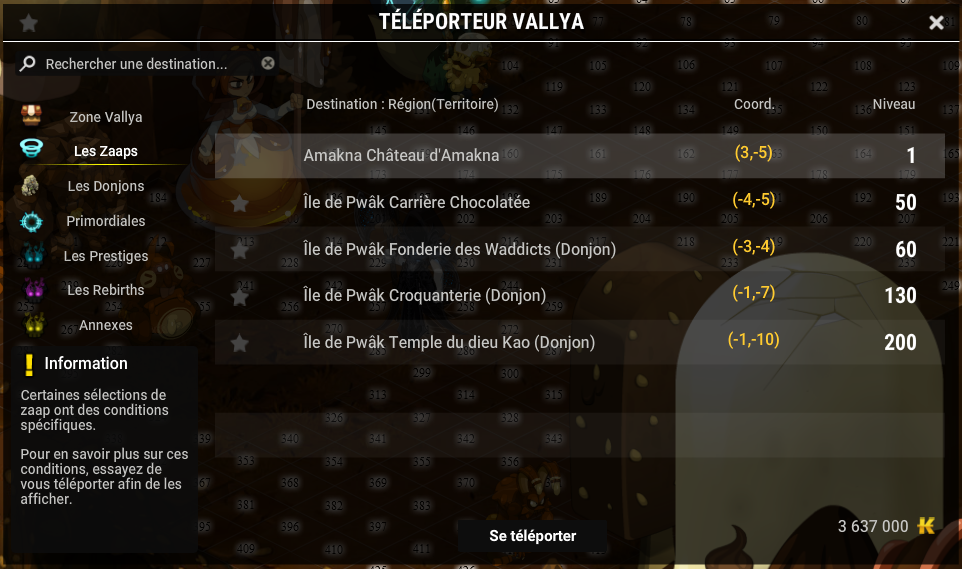 TÉLÉPORTEUR VALLYA
Rechercher une destination...
Destination : Région(Territoire) Coord. Niveau
Zone Vallya
Les Zaaps
Les Donjons
Primordiales
Les Prestiges
Les Rebirths
Annexes
Amakna Château d'Amakna (3,-5) 1
Île de Pwâk Carrière Chocolatée (-4,-5) 50
Île de Pwâk Fonderie des Waddicts (Donjon) (-3,-4) 60
Île de Pwâk Croquanterie (Donjon) (-1,-7) 130
Île de Pwâk Temple du dieu Kao (Donjon) (-1,-10) 200
Information
Certaines sélections de
zaap ont des conditions
spécifiques.
Pour en savoir plus sur ces
conditions, essayez de
vous téléporter afin de les
afficher.
Se téléporter
3 637 000